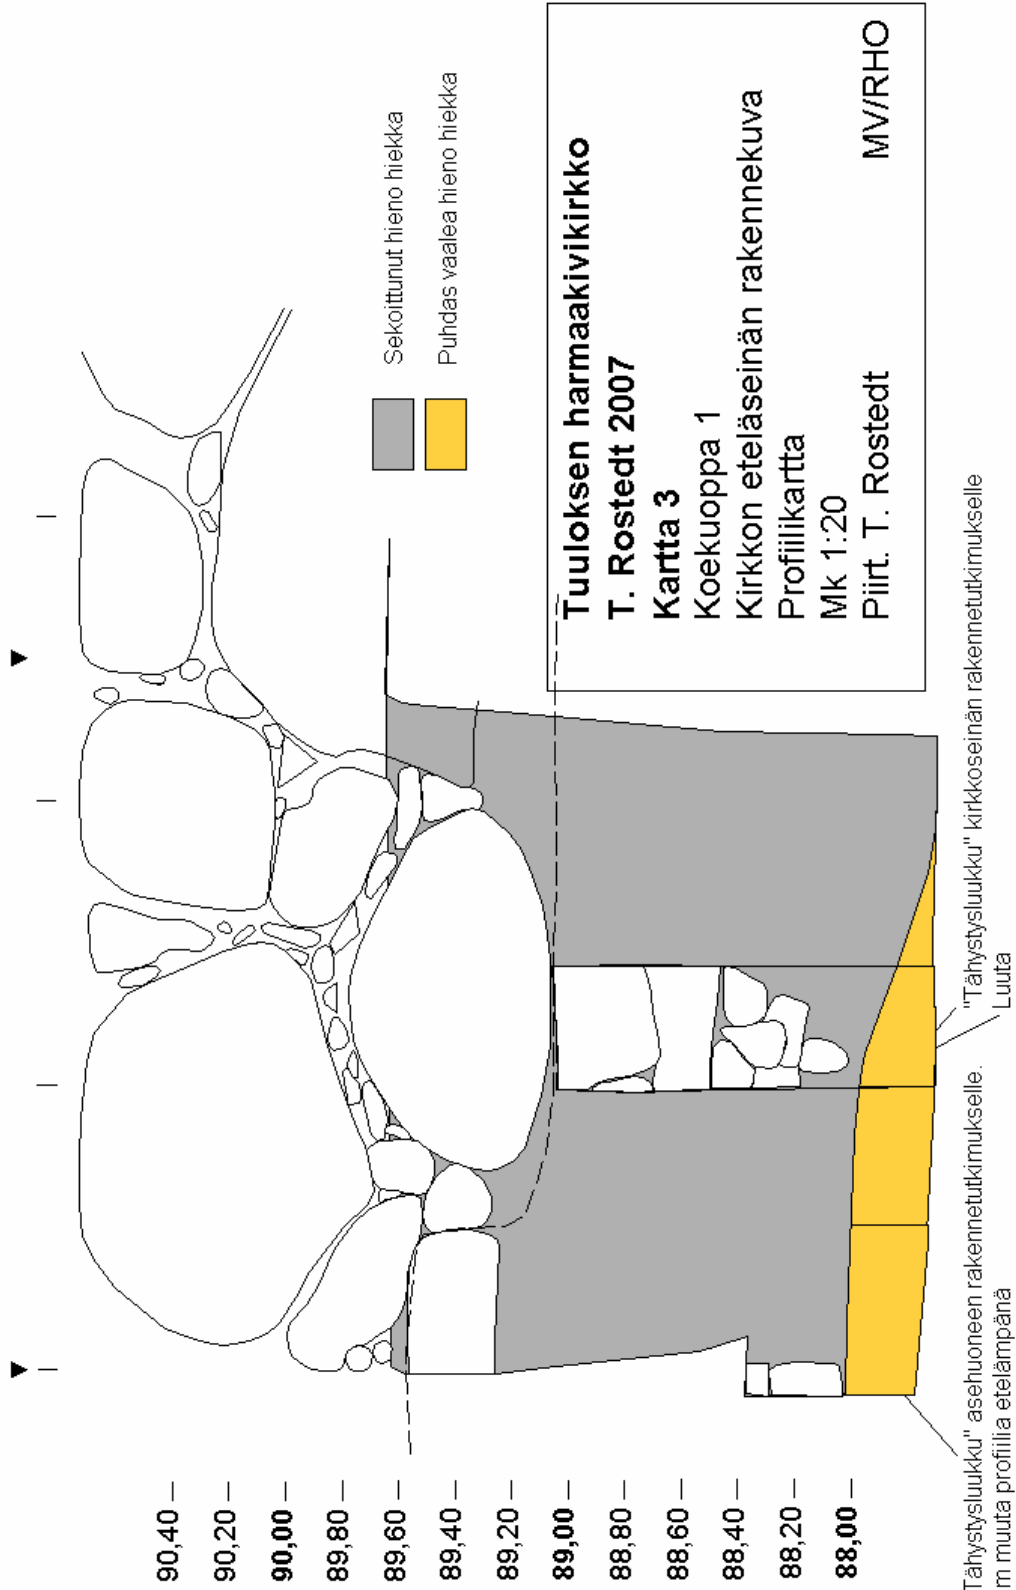 90,40
90,20
90,00
89,80
89,60
89,40
89,20
89,00
88,80
88,60
88,40
88,20
88,00
Sekoittunut hieno hiekka
Puhdas vaalea hieno hiekka
Tuuloksen harmaakivikirkko
T. Rostedt 2007
Kartta 3
Koekuoppa 1
Kirkkon eteläseinän rakennekuva
Profiilikartta
Mk 1:20
Piirt. T. Rostedt MV/RHO
Tähystysluukku" asehuoneen rakennetutkimukselle.
m muuta profiilia etelämpänä
"Tähystysluukku" kirkkoseinän rakennetutkimukselle
Luuta